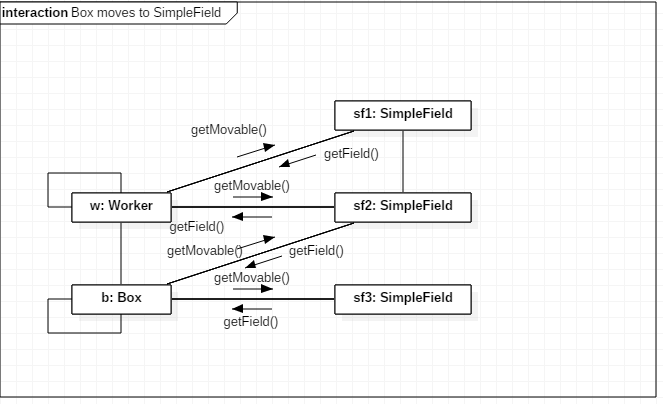 interaction Box moves to SimpleField
sf1: SimpleField
getMovable()
getField()
getMovable()
w: Worker
sf2: SimpleField
getField()
getMovable()
getField()
getMovable()
b: Box
sf3: SimpleField
getField()